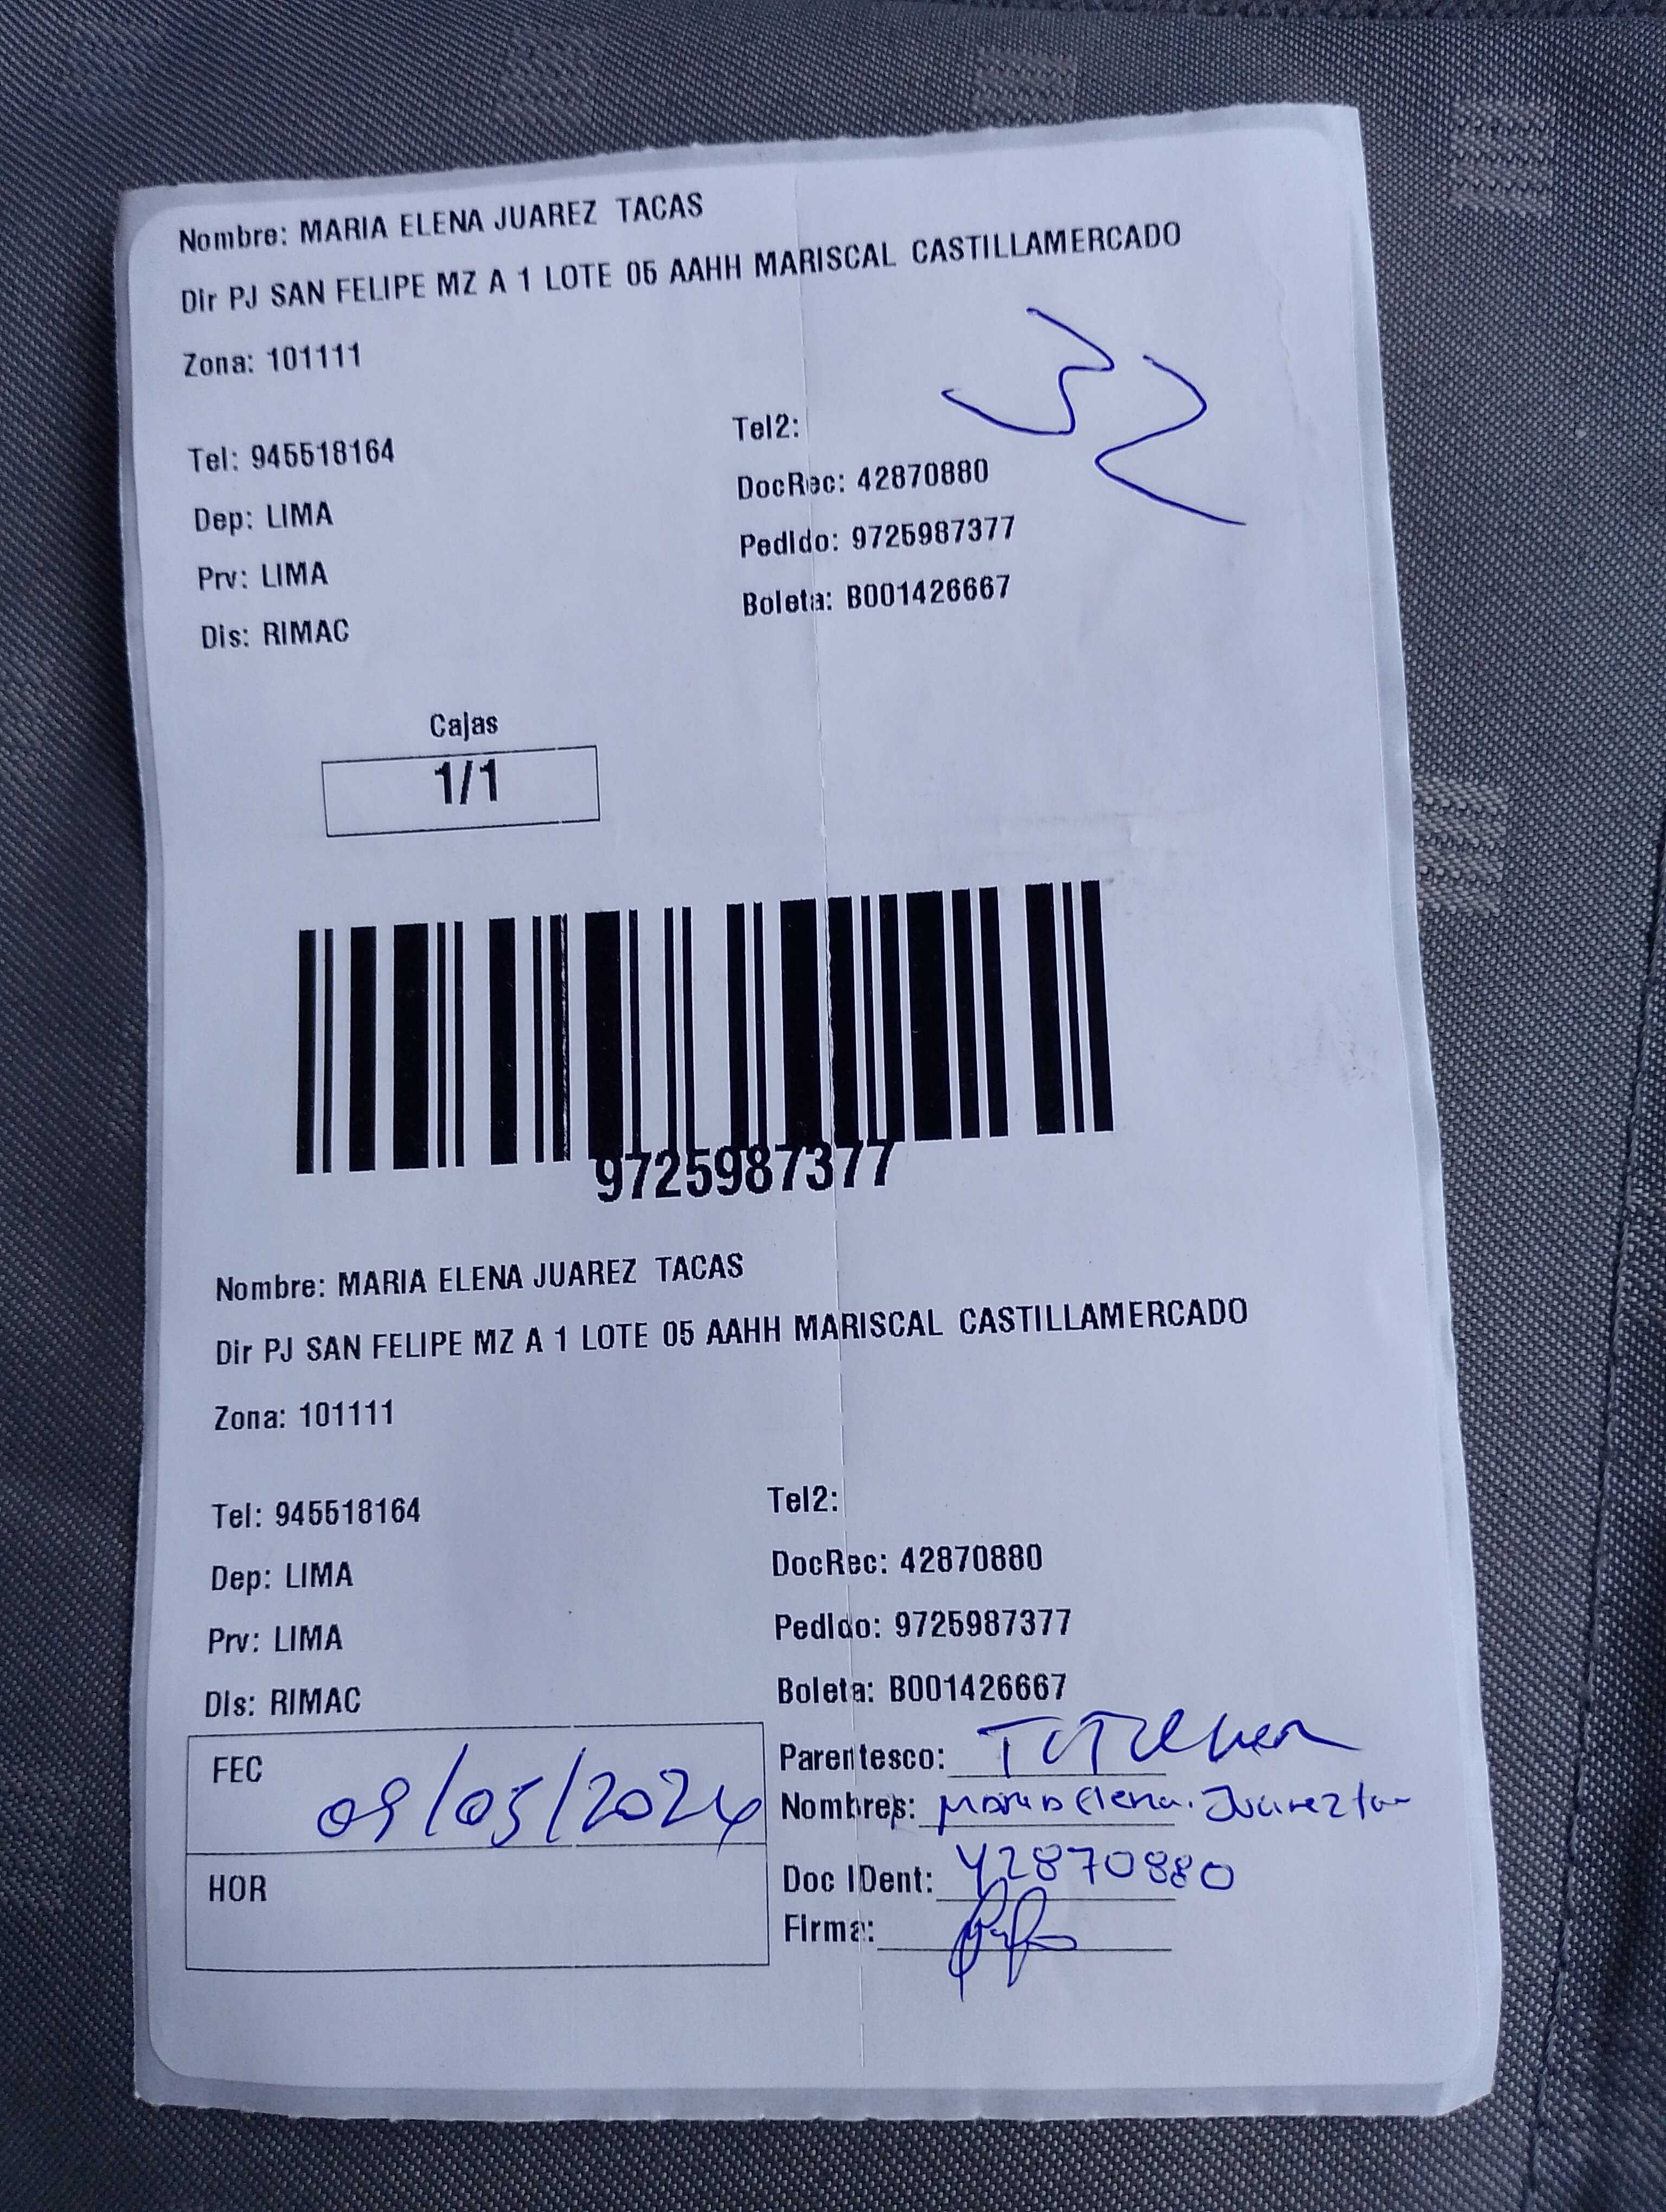 Nombre: MARIA ELENA JUAREZ TACAS
Dir PJ SAN FELIPE MZ A 1 LOTE 05 AAHH MARISCAL CASTILLAMERCADO
Zona: 101111
32
Tel: 945518164
Tel2:
Dep: LIMA
DocRec: 42870880
Prv: LIMA
Pedido: 9725987377
Dis: RIMAC
Boleta: B001426667
Cajas
1/1
9725987377
Nombre: MARIA ELENA JUAREZ TACAS
Dir PJ SAN FELIPE MZ A 1 LOTE 05 AAHH MARISCAL CASTILLAMERCADO
Zona: 101111
Tel: 945518164
Tel2:
Dep: LIMA
DocRec: 42870880
Prv: LIMA
Pedido: 9725987377
Dis: RIMAC
Boleta: B001426667
FEC 09/05/2024
HOR
Parentesco:
Nombres: Maria Elena Juarez
Doc IDent: 42870880
Firma: